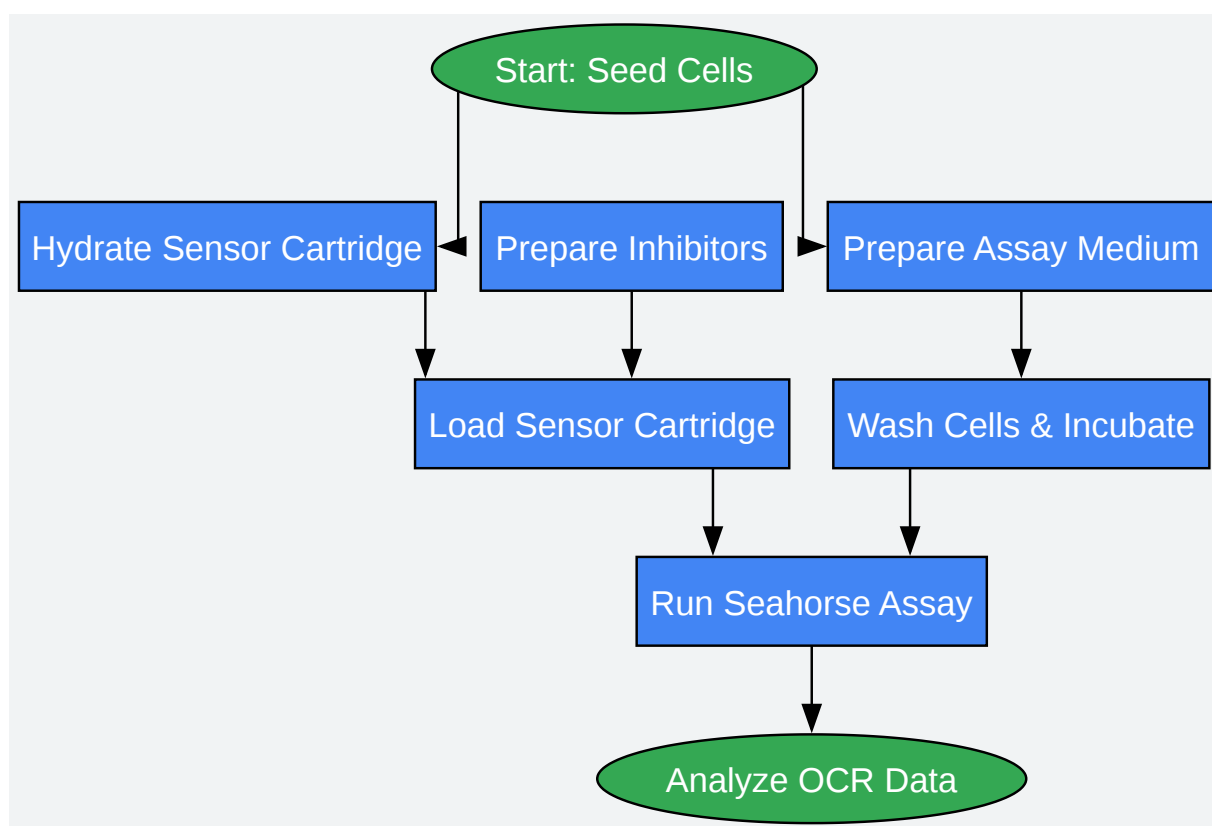 Start: Seed Cells
Hydrate Sensor Cartridge
Prepare Inhibitors
Prepare Assay Medium
Load Sensor Cartridge
Wash Cells & Incubate
Run Seahorse Assay
Analyze OCR Data